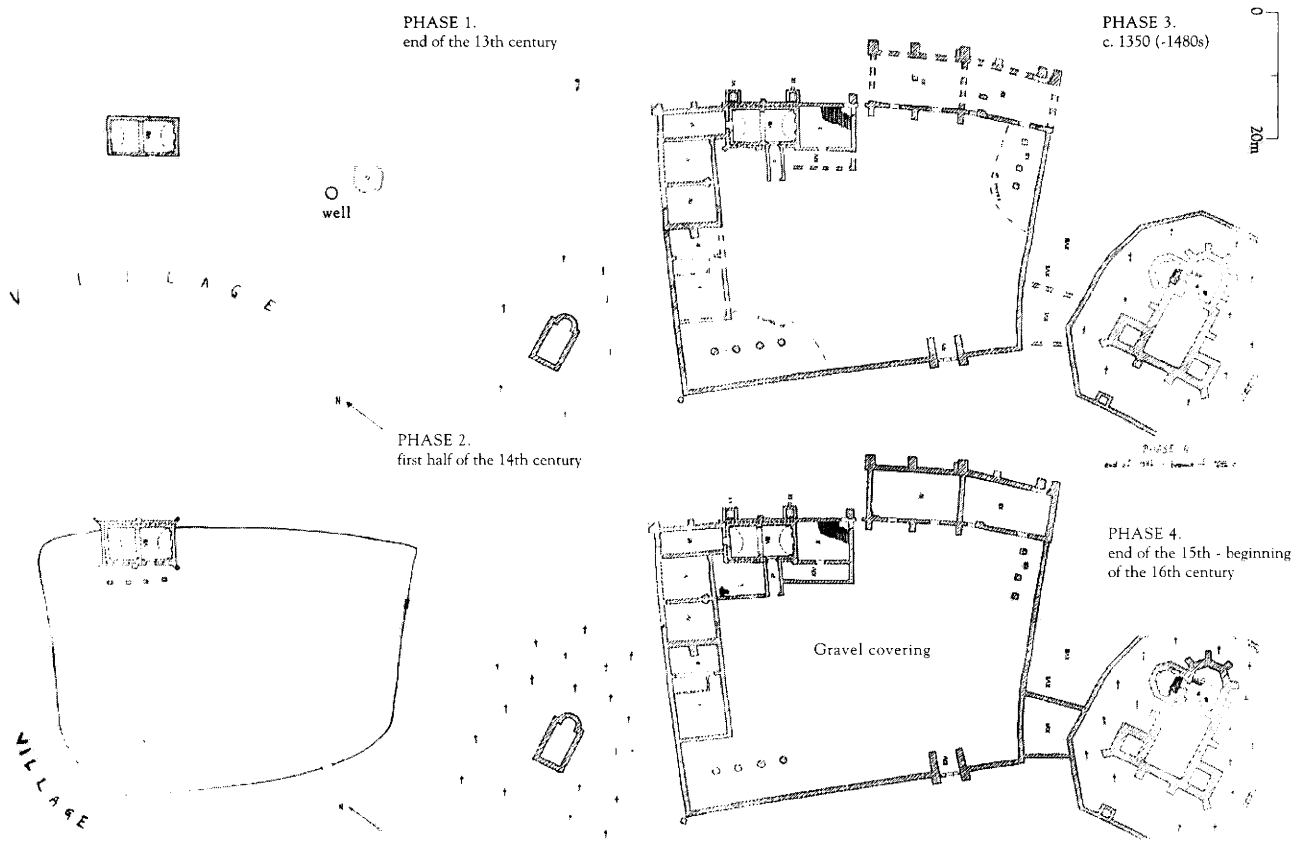 PHASE 1.
end of the 13th century
well
VILLAGE
N
PHASE 2.
first half of the 14th century
VILLAGE
N
PHASE 3.
c. 1350 (-1480s)
0
20m
PHASE 4.
end of the 15th - beginning
of the 16th century
Gravel covering